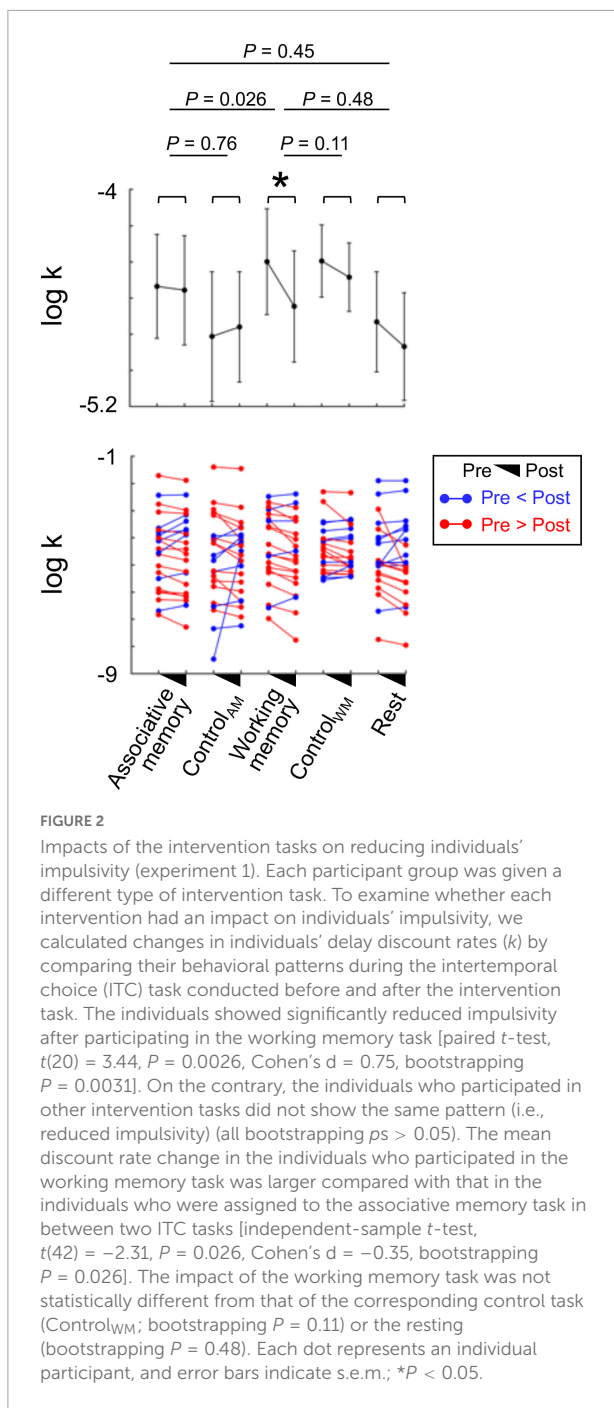 P = 0.45
P = 0.026
P = 0.48
P = 0.76
P = 0.11
*
-4
log k
-5.2
-1
log k
-9
Pre Post
Pre < Post
Pre > Post
Associative
memory
ControlAM
Working
memory
ControlWM
Rest
FIGURE 2
Impacts of the intervention tasks on reducing individuals’
impulsivity (experiment 1). Each participant group was given a
different type of intervention task. To examine whether each
intervention had an impact on individuals’ impulsivity, we
calculated changes in individuals’ delay discount rates (k) by
comparing their behavioral patterns during the intertemporal
choice (ITC) task conducted before and after the intervention
task. The individuals showed significantly reduced impulsivity
after participating in the working memory task [paired t-test,
t(20) = 3.44, P = 0.0026, Cohen’s d = 0.75, bootstrapping
P = 0.0031]. On the contrary, the individuals who participated in
other intervention tasks did not show the same pattern (i.e.,
reduced impulsivity) (all bootstrapping ps > 0.05). The mean
discount rate change in the individuals who participated in the
working memory task was larger compared with that in the
individuals who were assigned to the associative memory task in
between two ITC tasks [independent-sample t-test,
t(42) = −2.31, P = 0.026, Cohen’s d = −0.35, bootstrapping
P = 0.026]. The impact of the working memory task was not
statistically different from that of the corresponding control task
(ControlWM; bootstrapping P = 0.11) or the resting
(bootstrapping P = 0.48). Each dot represents an individual
participant, and error bars indicate s.e.m.; *P < 0.05.